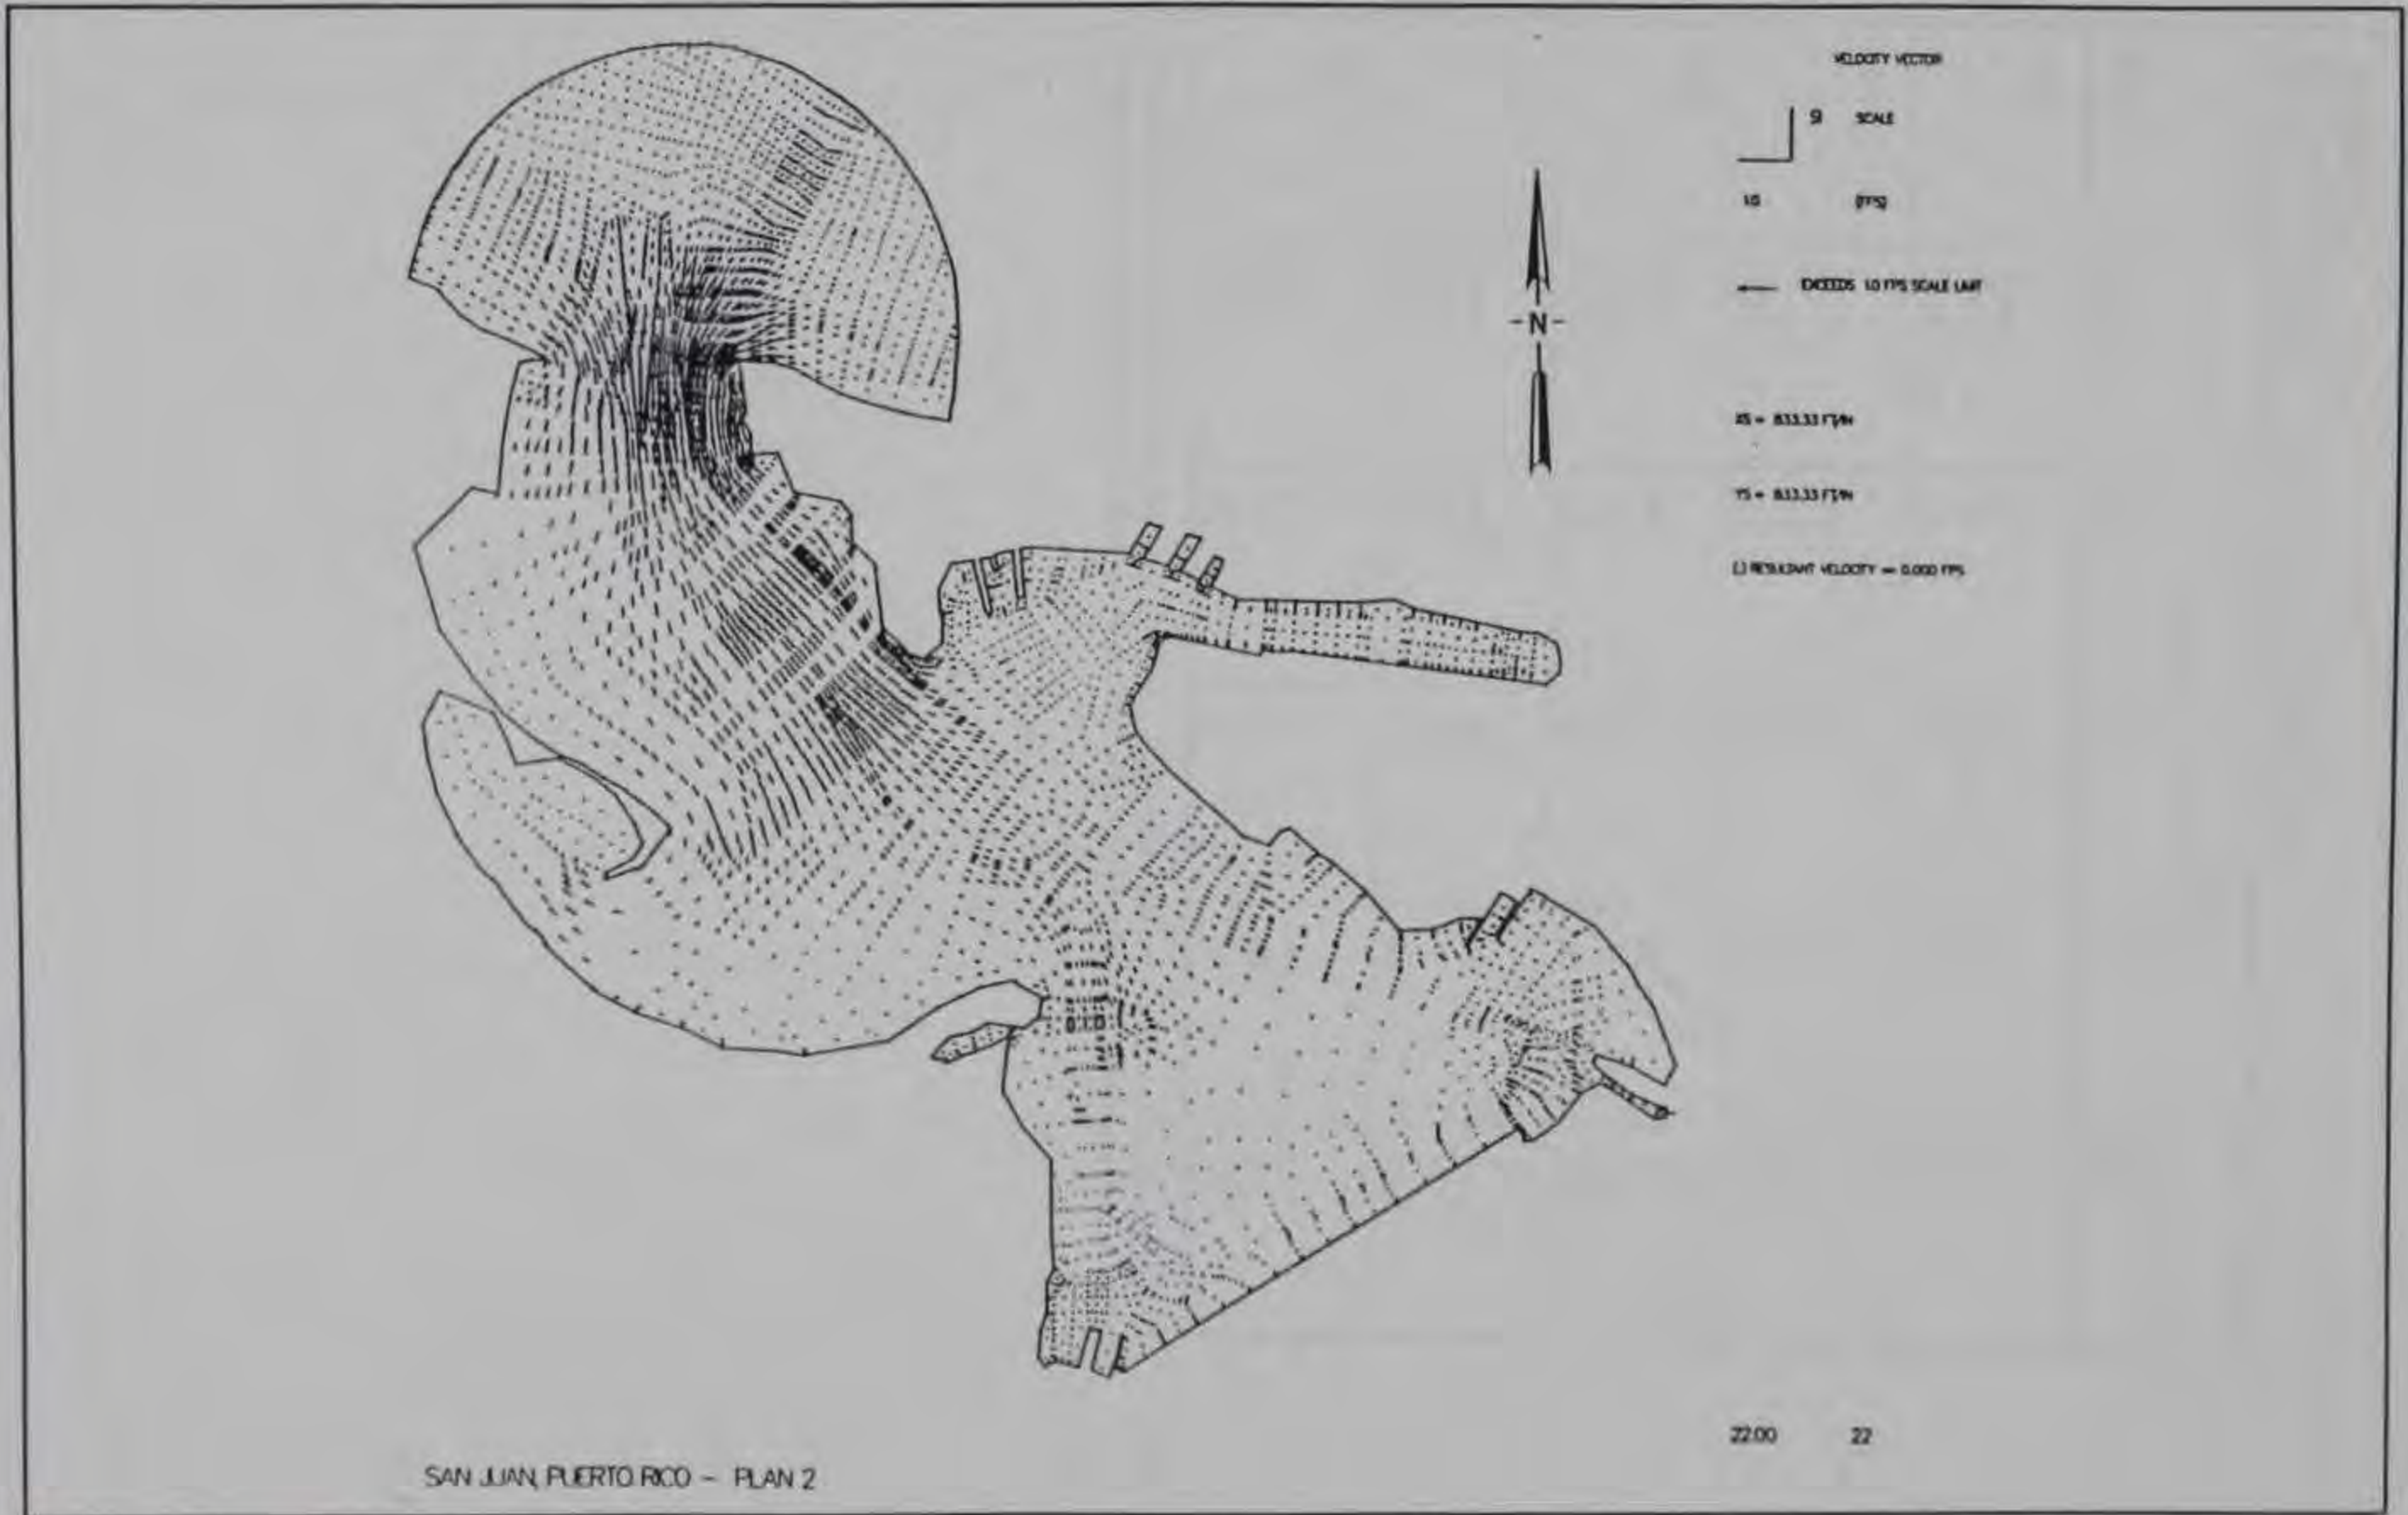 VELOCITY VECTOR
SCALE
1.0 (FPS)
EXCEEDS 1.0 FPS SCALE LIMIT
- N -
XS = 833.33 FT/IN
YS = 833.33 FT/IN
(.) RESULTANT VELOCITY = 0.000 FPS
22.00 22
SAN JUAN, PUERTO RICO - PLAN 2